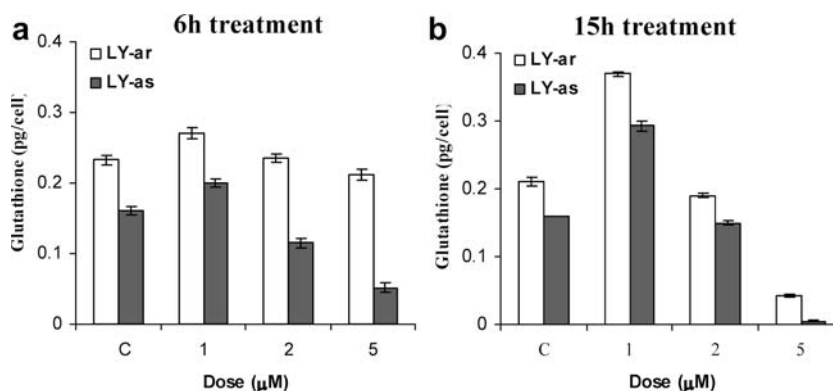 a
6h treatment
0.4
0.3
0.2
0.1
0
Glutathione (pg/cell)
LY-ar
LY-as
C 1 2 5
Dose (µM)
b
15h treatment
0.4
0.3
0.2
0.1
0
Glutathione (pg/cell)
LY-ar
LY-as
C 1 2 5
Dose (µM)